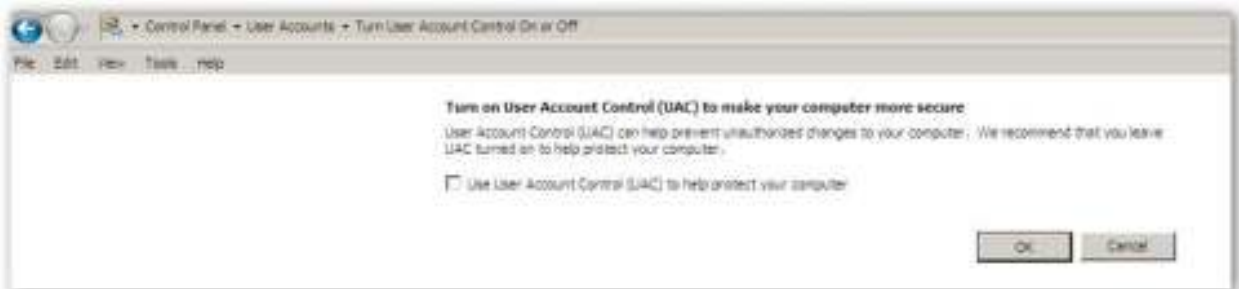 Control Panel User Accounts Turn User Account Control On or Off
File Edit View Tools Help
Turn on User Account Control (UAC) to make your computer more secure
User Account Control (UAC) can help prevent unauthorized changes to your computer. We recommend that you leave
UAC turned on to help protect your computer.
Use User Account Control (UAC) to help protect your computer
OK Cancel